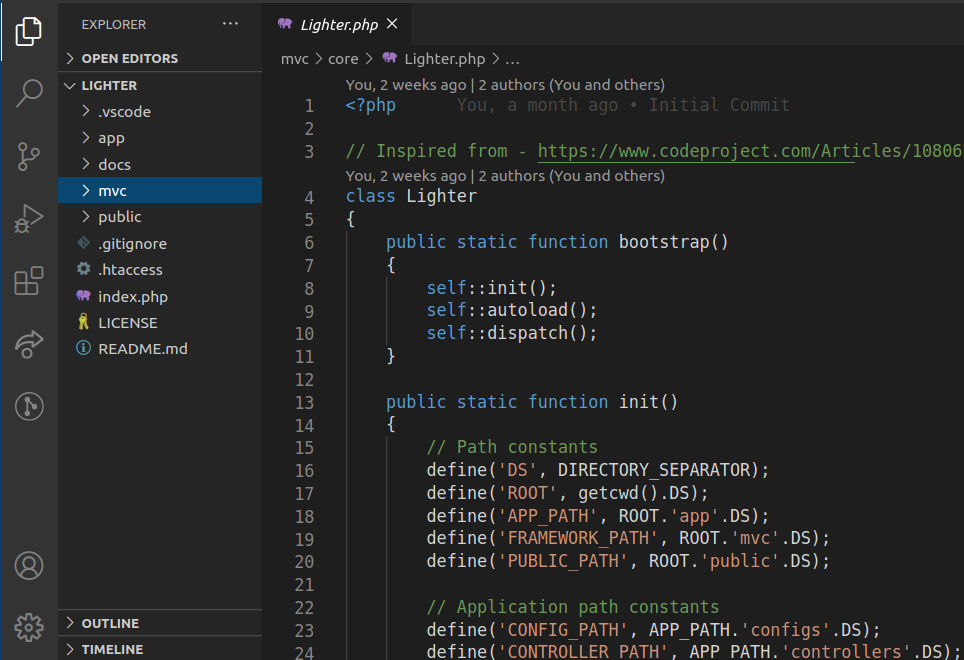 EXPLORER
OPEN EDITORS
LIGHTER
.vscode
app
docs
mvc
public
.gitignore
.htaccess
index.php
LICENSE
README.md
OUTLINE
TIMELINE
Lighter.php
mvc > core > Lighter.php > ...
You, 2 weeks ago | 2 authors (You and others)
1 <?php You, a month ago • Initial Commit
2
3 // Inspired from - https://www.codeproject.com/Articles/10806
You, 2 weeks ago | 2 authors (You and others)
4 class Lighter
5 {
6 public static function bootstrap()
7 {
8 self::init();
9 self::autoload();
10 self::dispatch();
11 }
12
13 public static function init()
14 {
15 // Path constants
16 define('DS', DIRECTORY_SEPARATOR);
17 define('ROOT', getcwd().DS);
18 define('APP_PATH', ROOT.'app'.DS);
19 define('FRAMEWORK_PATH', ROOT.'mvc'.DS);
20 define('PUBLIC_PATH', ROOT.'public'.DS);
21
22 // Application path constants
23 define('CONFIG_PATH', APP_PATH.'configs'.DS);
24 define('CONTROLLER_PATH', APP_PATH.'controllers'.DS);